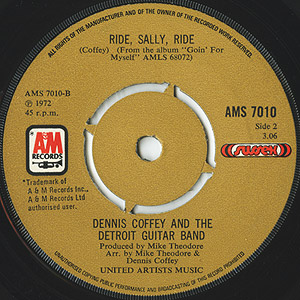 ALL RIGHTS OF THE MANUFACTURER AND OF THE OWNER OF THE RECORDED WORK RESERVED
UNAUTHORISED COPYING PUBLIC PERFORMANCE AND BROADCASTING OF THIS RECORD PROHIBITED
RIDE, SALLY, RIDE
(Coffey) (From the album "Goin' For
Myself" AMLS 68072)
AMS 7010-B
Ⓟ 1972
45 r.p.m.
AMS 7010
Side 2
3.06
A&M
RECORDS
sussex
*Trademark of
A & M Records Inc.,
A & M Records Ltd
authorised user.
DENNIS COFFEY AND THE
DETROIT GUITAR BAND
Produced by Mike Theodore
Arr. by Mike Theodore
& Dennis Coffey
UNITED ARTISTS MUSIC